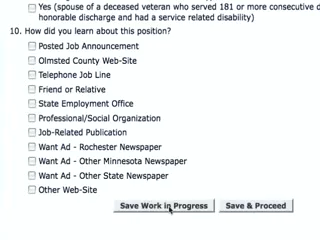 Yes (spouse of a deceased veteran who served 181 or more consecutive d
honorable discharge and had a service related disability)
10. How did you learn about this position?
Posted Job Announcement
Olmsted County Web-Site
Telephone Job Line
Friend or Relative
State Employment Office
Professional/Social Organization
Job-Related Publication
Want Ad - Rochester Newspaper
Want Ad - Other Minnesota Newspaper
Want Ad - Other State Newspaper
Other Web-Site
Save Work in Progress Save & Proceed